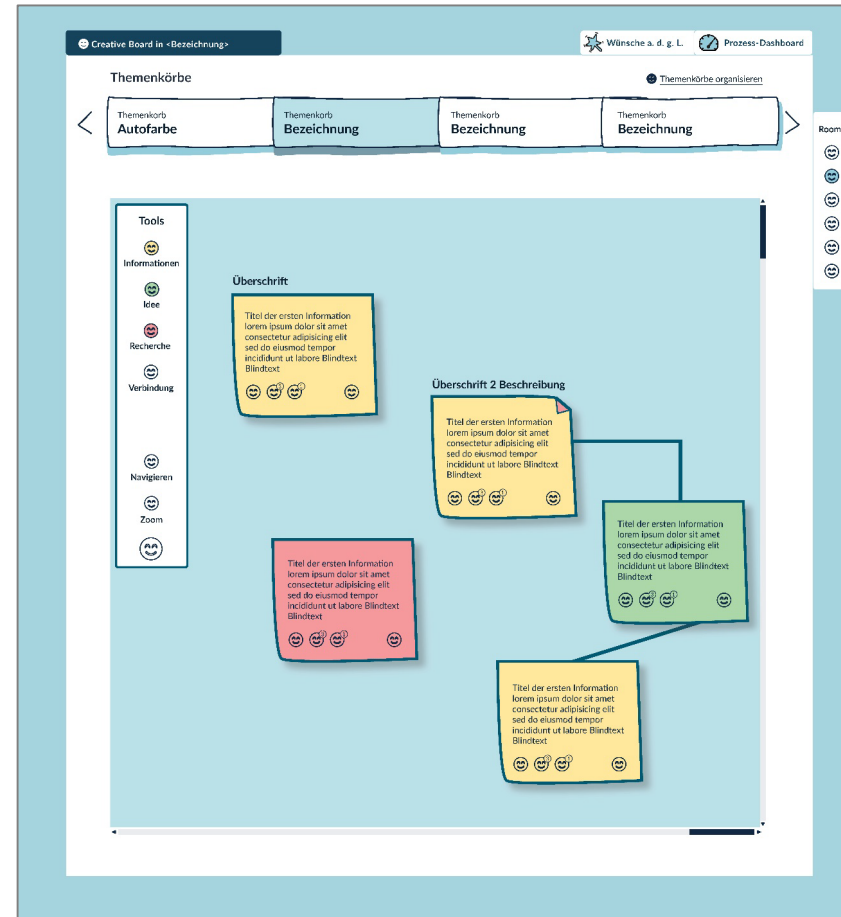 Creative Board in <Bezeichnung>
Wünsche a. d. g. L.
Prozess-Dashboard
Themenkörbe
Themenkörbe organisieren
Themenkorb
Autofarbe
Themenkorb
Bezeichnung
Themenkorb
Bezeichnung
Themenkorb
Bezeichnung
Room
Tools
Informationen
Idee
Recherche
Verbindung
Navigieren
Zoom
Überschrift
Titel der ersten Information
lorem ipsum dolor sit amet
consectetur adipisicing elit
sed do eiusmod tempor
incididunt ut labore Blindtext
Blindtext
Überschrift 2 Beschreibung
Titel der ersten Information
lorem ipsum dolor sit amet
consectetur adipisicing elit
sed do eiusmod tempor
incididunt ut labore Blindtext
Blindtext
Titel der ersten Information
lorem ipsum dolor sit amet
consectetur adipisicing elit
sed do eiusmod tempor
incididunt ut labore Blindtext
Blindtext
Titel der ersten Information
lorem ipsum dolor sit amet
consectetur adipisicing elit
sed do eiusmod tempor
incididunt ut labore Blindtext
Blindtext
Titel der ersten Information
lorem ipsum dolor sit amet
consectetur adipisicing elit
sed do eiusmod tempor
incididunt ut labore Blindtext
Blindtext